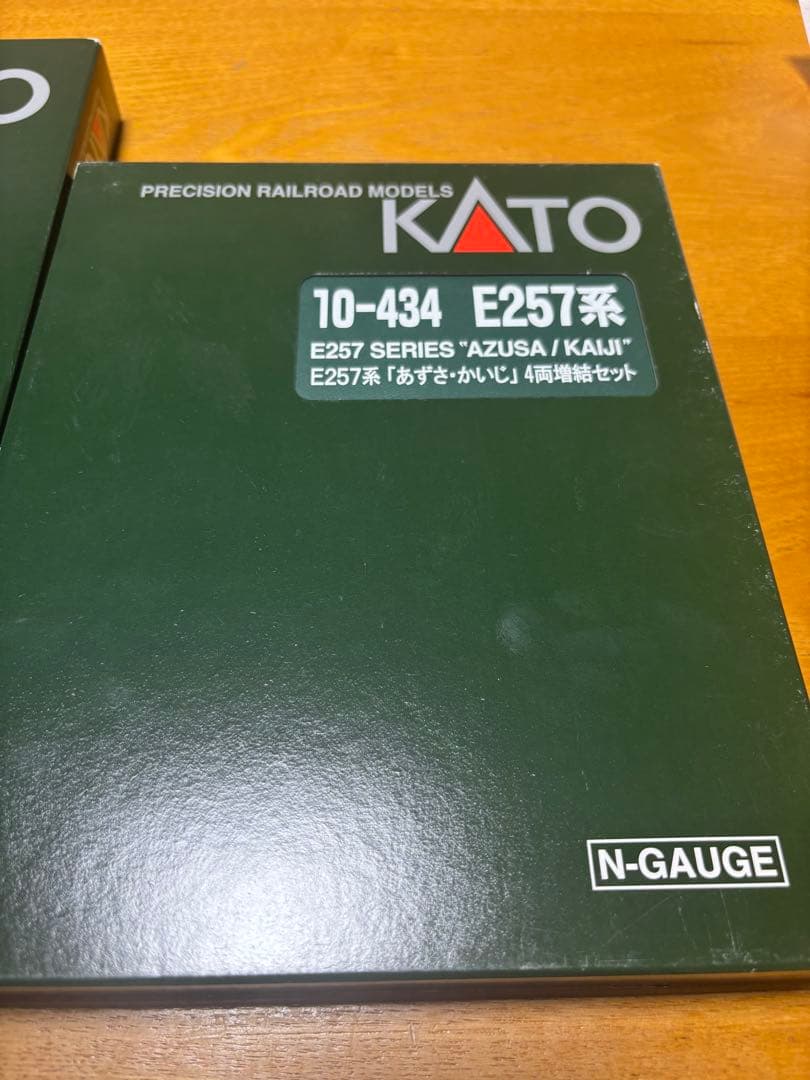 PRECISION RAILROAD MODELS
KATO
10-434 E257系
E257 SERIES "AZUSA / KAIJI"
E257系「あずさ・かいじ」4両増結セット
N-GAUGE